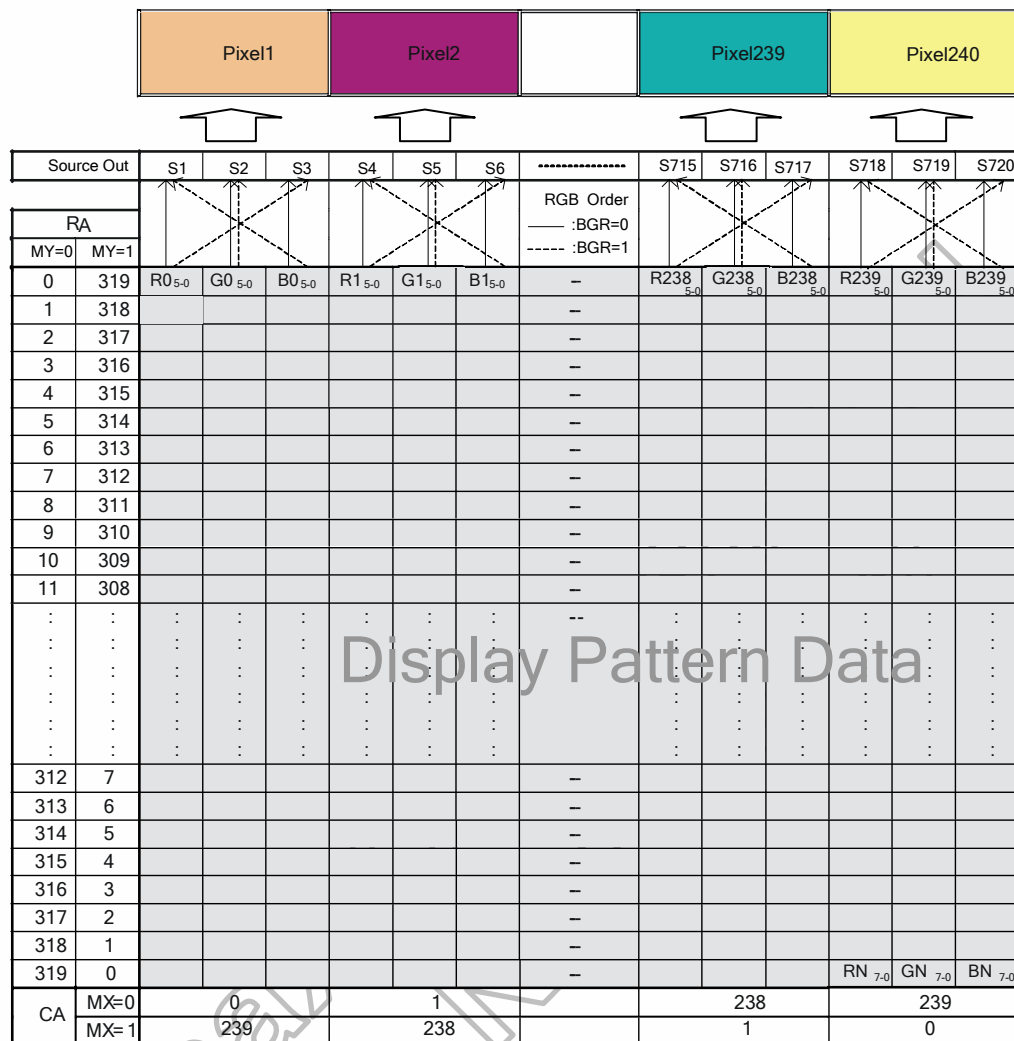 Pixel1 Pixel2 Pixel239 Pixel240
Source Out S1 S2 S3 S4 S5 S6 S715 S716 S717 S718 S719 S720
RGB Order
:BGR=0
:BGR=1
RA
MY=0 MY=1
0 319 R0 5-0 G0 5-0 B0 5-0 R1 5-0 G1 5-0 B1 5-0 -- R238 5-0 G238 5-0 B238 5-0 R239 5-0 G239 5-0 B239 5-0
1 318 --
2 317 --
3 316 --
4 315 --
5 314 --
6 313 --
7 312 --
8 311 --
9 310 --
10 309 --
11 308 --
: : : : : : : : -- : : : : : :
: : : : : : : : : : : : : :
Display Pattern Data
: : : : : : : : : : : : : :
: : : : : : : : : : : : : :
: : : : : : : : : : : : : :
: : : : : : : : : : : : : :
312 7 --
313 6 --
314 5 --
315 4 --
316 3 --
317 2 --
318 1 --
319 0 -- RN 7-0 GN 7-0 BN 7-0
CA MX=0 0 1 238 239
MX=1 239 238 1 0